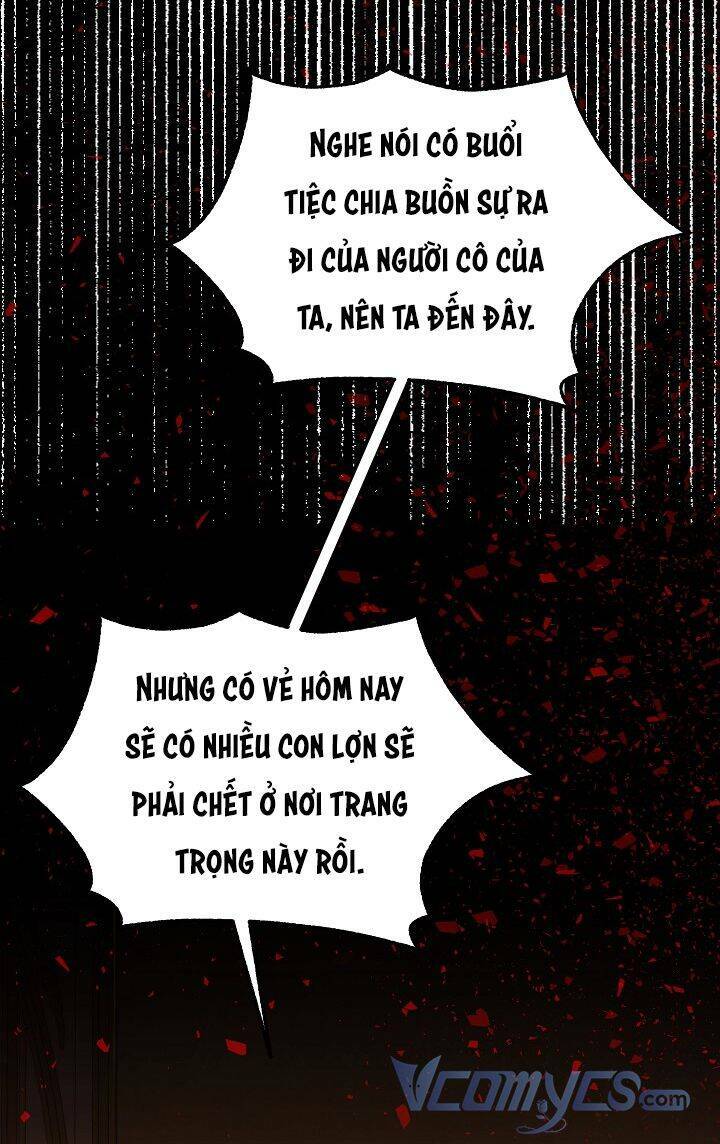 NGHE NÓI CÓ BUỔI
TIỆC CHIA BUỒN SỰ RA
ĐI CỦA NGƯỜI CÔ CỦA
TA, NÊN TA ĐẾN ĐÂY.
NHƯNG CÓ VẺ HÔM NAY
SẼ CÓ NHIỀU CON LỢN SẼ
PHẢI CHẾT Ở NƠI TRANG
TRỌNG NÀY RỒI.
VCOMYCS.com